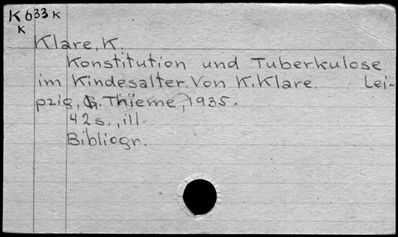 K 633 K
K
Klare, K.
Konstitution und Tuberkulose
im Kindesalter. Von K. Klare. Lei-
pzig, G. Thieme, 1935.
42 s., ill.
Bibliogr.